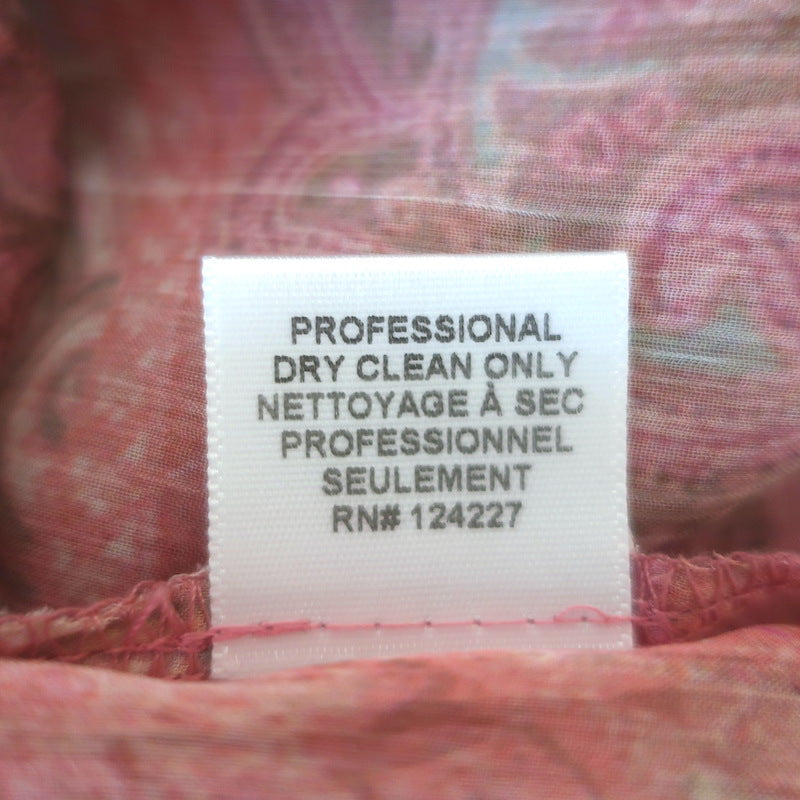 PROFESSIONAL
DRY CLEAN ONLY
NETTOYAGE À SEC
PROFESSIONNEL
SEULEMENT
RN# 124227